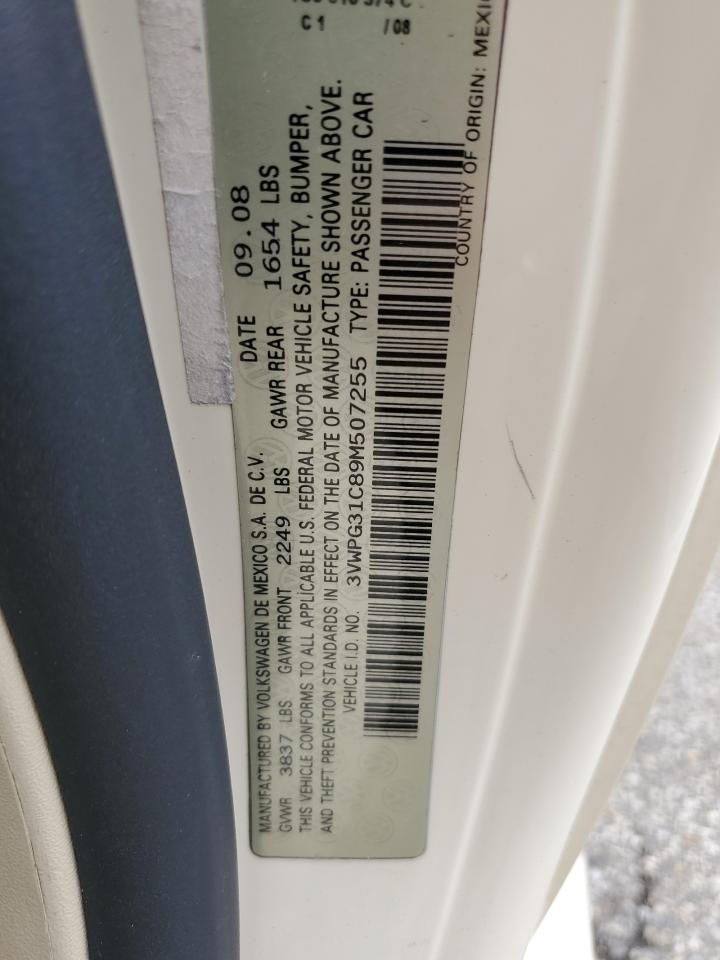 C 1 /08
MANUFACTURED BY VOLKSWAGEN DE MEXICO S.A. DE C.V. DATE 09.08
GVWR 3837 LBS GAWR FRONT 2249 LBS GAWR REAR 1654 LBS
THIS VEHICLE CONFORMS TO ALL APPLICABLE U.S. FEDERAL MOTOR VEHICLE SAFETY, BUMPER,
AND THEFT PREVENTION STANDARDS IN EFFECT ON THE DATE OF MANUFACTURE SHOWN ABOVE.
VEHICLE I.D. NO. 3VWPG31C89M507255 TYPE: PASSENGER CAR
COUNTRY OF ORIGIN: MEXIC